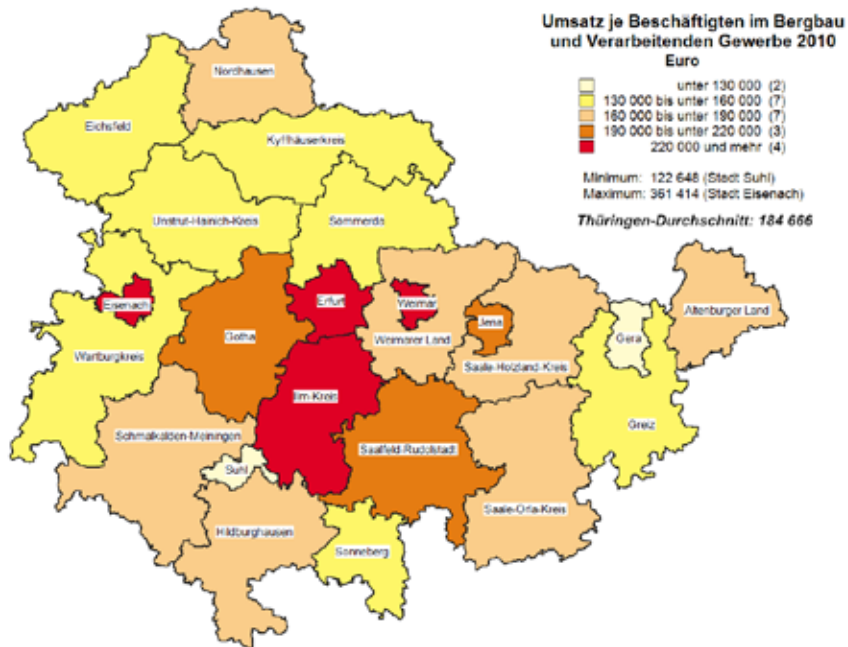 Umsatz je Beschäftigten im Bergbau
und Verarbeitenden Gewerbe 2010
Euro
unter 130 000 (2)
130 000 bis unter 160 000 (7)
160 000 bis unter 190 000 (7)
190 000 bis unter 220 000 (3)
220 000 und mehr (4)
Minimum: 122 648 (Stadt Suhl)
Maximum: 361 414 (Stadt Eisenach)
Thüringen-Durchschnitt: 184 666
Nordhausen
Eichsfeld
Kyffhäuserkreis
Unstrut-Hainich-Kreis
Sömmerda
Eisenach
Erfurt
Weimar
Altenburger Land
Gotha
Jena
Gera
Wartburgkreis
Weimarer Land
Saale-Holzland-Kreis
Ilm-Kreis
Greiz
Schmalkalden-Meiningen
Saalfeld-Rudolstadt
Suhl
Saale-Orla-Kreis
Hildburghausen
Sonneberg